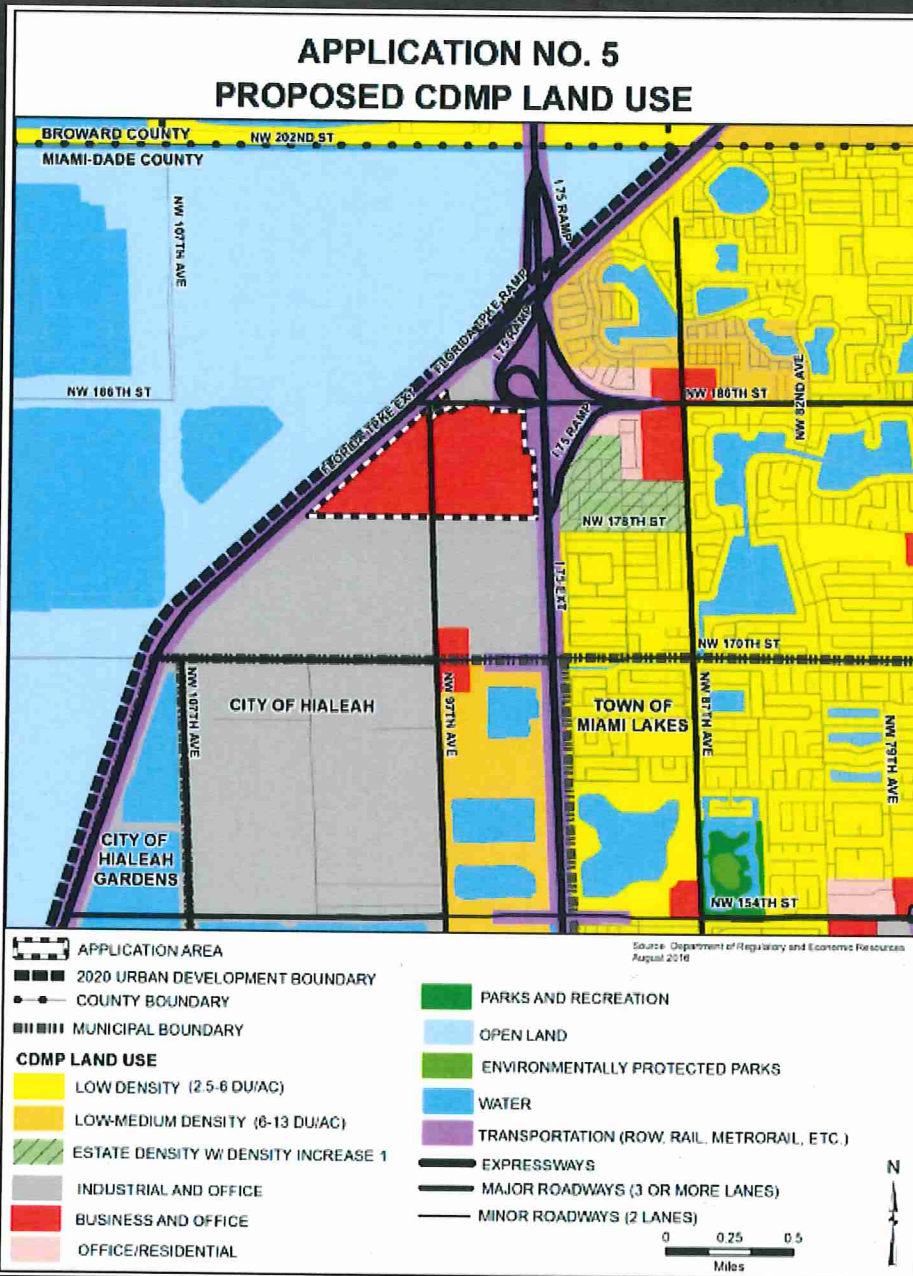 APPLICATION NO. 5
PROPOSED CDMP LAND USE
BROWARD COUNTY
NW 202ND ST
MIAMI-DADE COUNTY
NW 107TH AVE
I-75 RAMP
FLORIDA TPKE RAMP
I-75 RAMP
NW 82ND AVE
NW 186TH ST
NW 186TH ST
FLORIDA TPKE EXT
I-75 RAMP
NW 178TH ST
I-75 EXT
NW 170TH ST
NW 107TH AVE
CITY OF HIALEAH
NW 97TH AVE
TOWN OF
MIAMI LAKES
NW 87TH AVE
NW 79TH AVE
CITY OF
HIALEAH
GARDENS
NW 154TH ST
Source: Department of Regulatory and Economic Resources
August 2016
APPLICATION AREA
2020 URBAN DEVELOPMENT BOUNDARY
COUNTY BOUNDARY
MUNICIPAL BOUNDARY
CDMP LAND USE
LOW DENSITY (2.5-6 DU/AC)
LOW-MEDIUM DENSITY (6-13 DU/AC)
ESTATE DENSITY W/ DENSITY INCREASE 1
INDUSTRIAL AND OFFICE
BUSINESS AND OFFICE
OFFICE/RESIDENTIAL
PARKS AND RECREATION
OPEN LAND
ENVIRONMENTALLY PROTECTED PARKS
WATER
TRANSPORTATION (ROW, RAIL, METRORAIL, ETC.)
EXPRESSWAYS
MAJOR ROADWAYS (3 OR MORE LANES)
MINOR ROADWAYS (2 LANES)
N
0 0.25 0.5
Miles